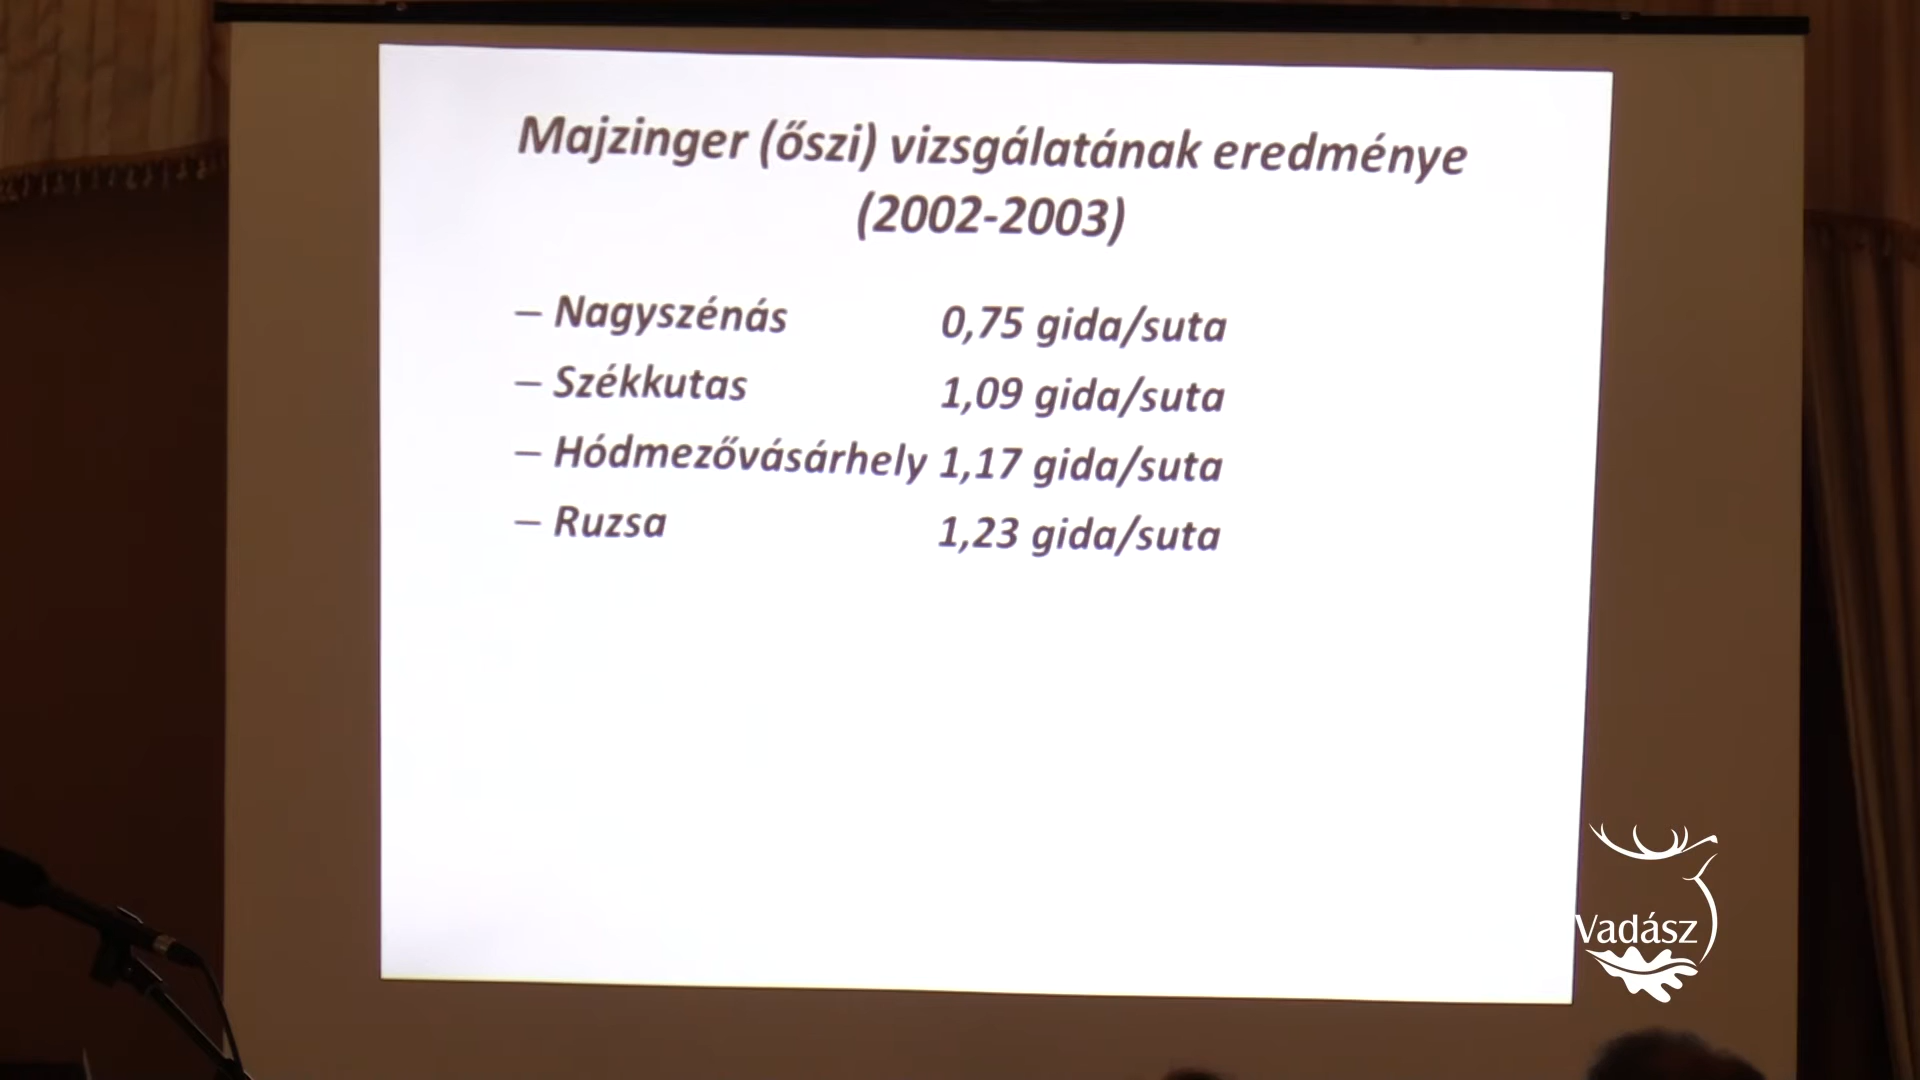 Majzinger (őszi) vizsgálatának eredménye
(2002-2003)
– Nagyszénás 0,75 gida/suta
– Székkutas 1,09 gida/suta
– Hódmezővásárhely 1,17 gida/suta
– Ruzsa 1,23 gida/suta
Vadász